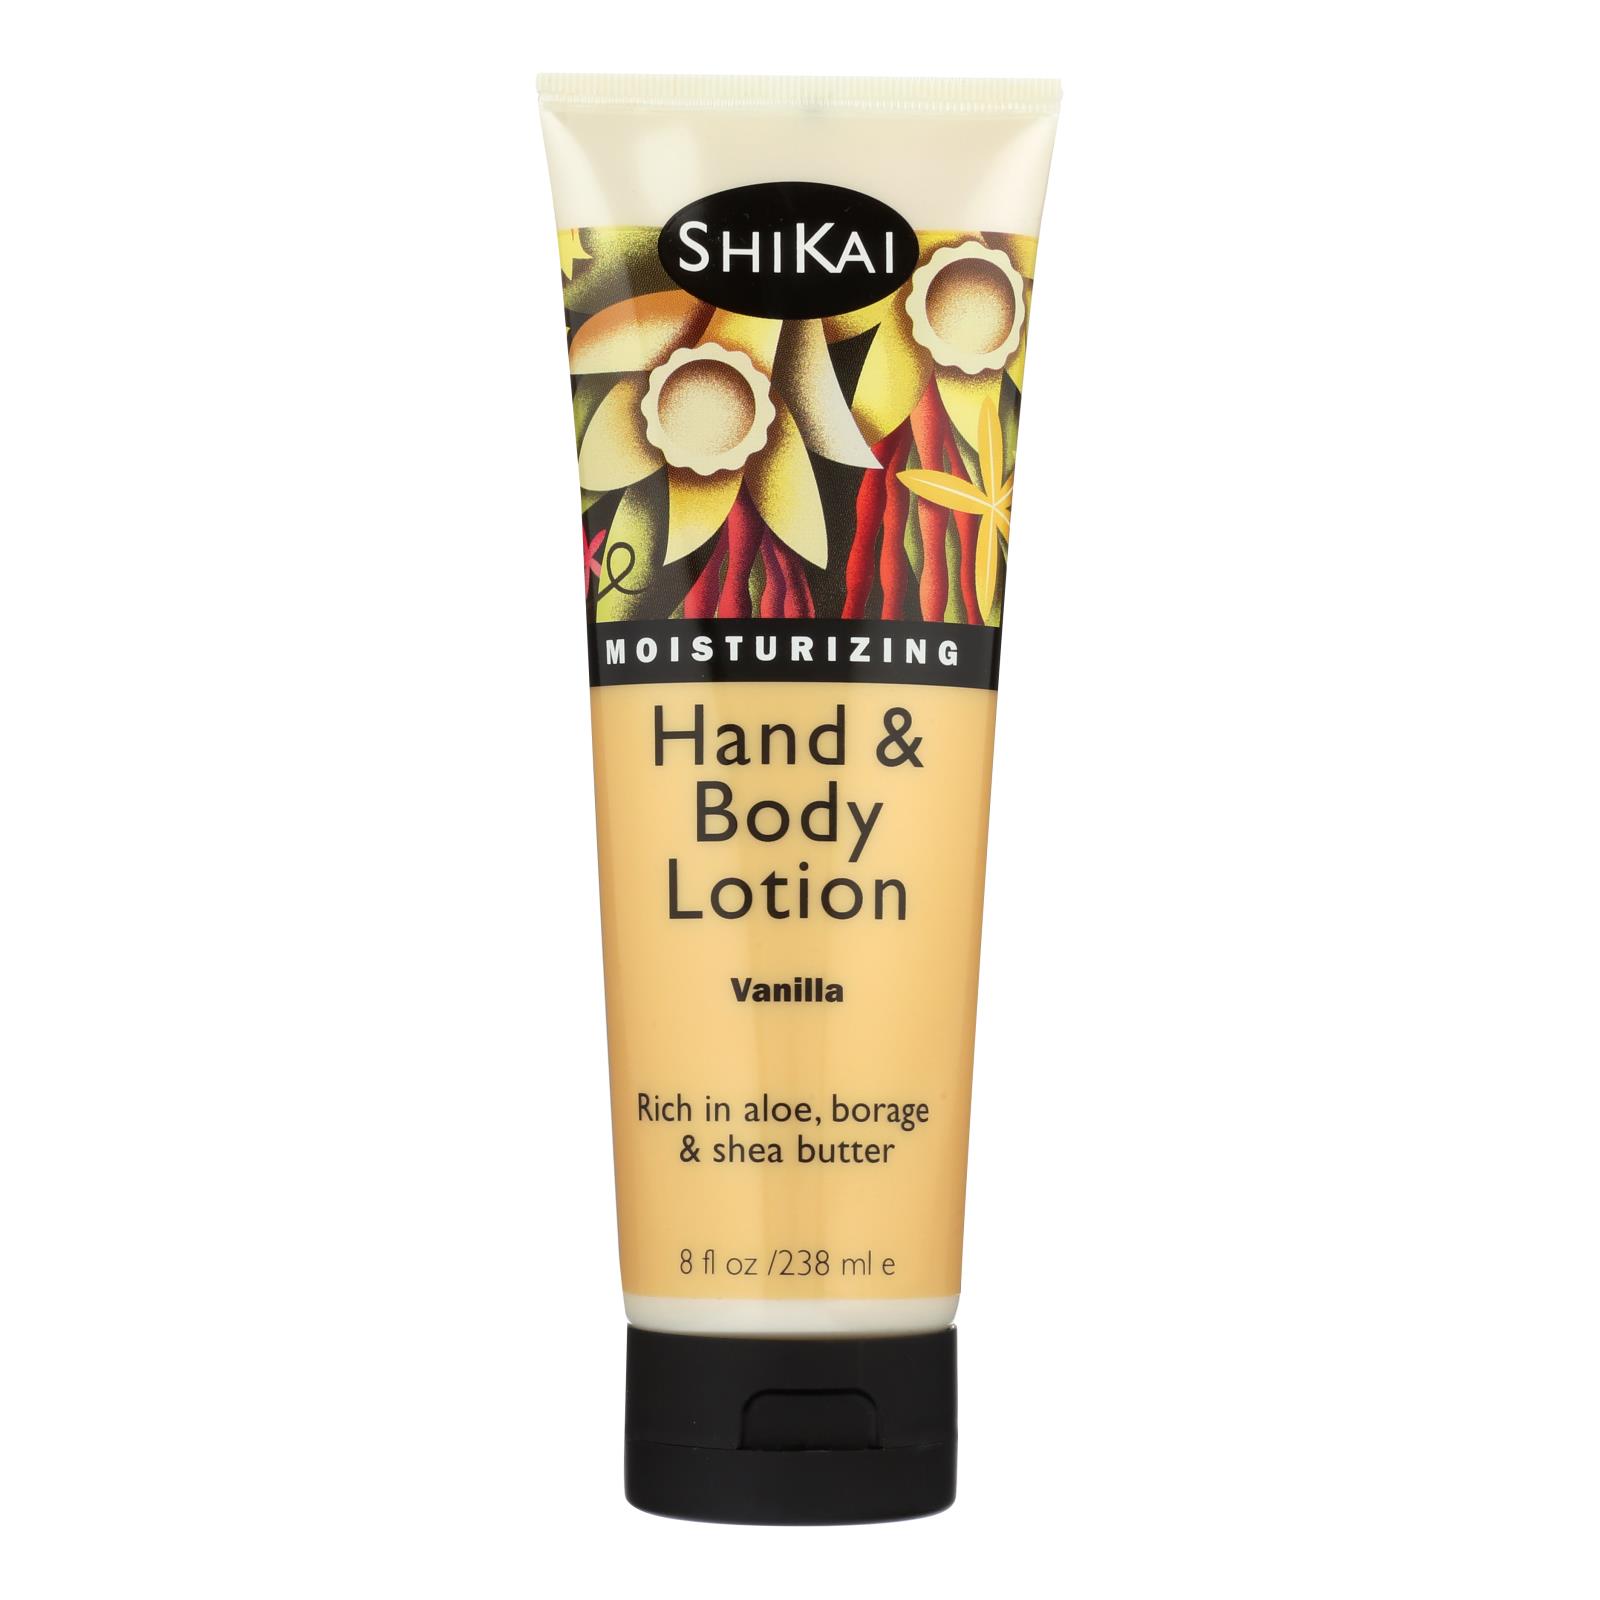 SHIKAI
MOISTURIZING
Hand &
Body
Lotion
Vanilla
Rich in aloe, borage
& shea butter
8 fl oz /238 ml e